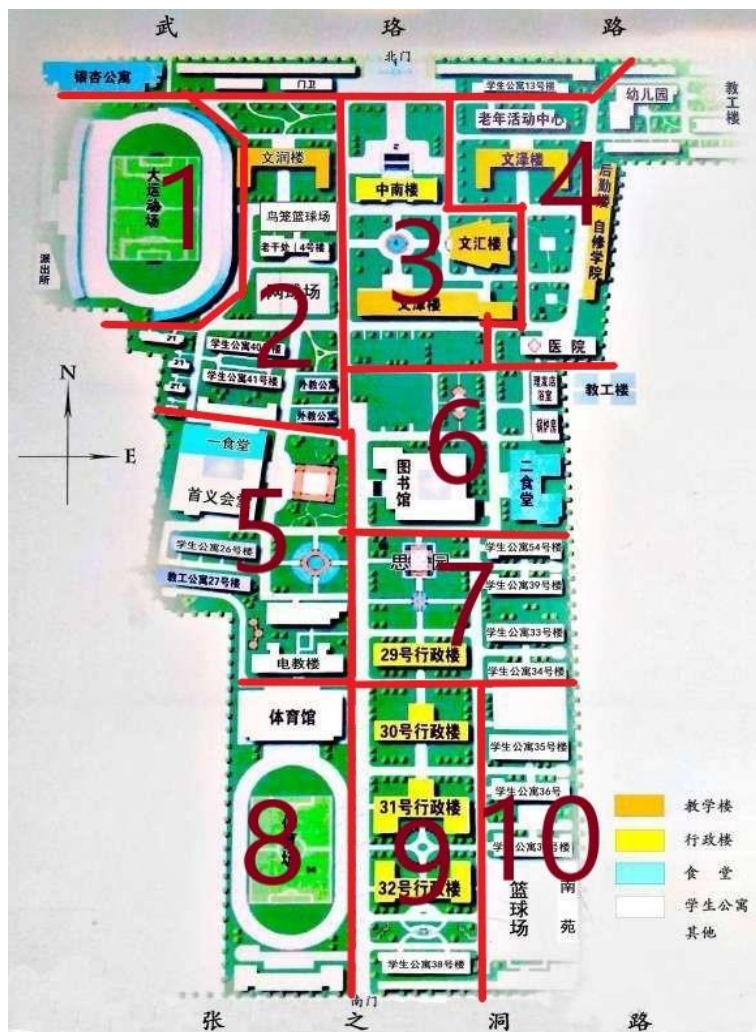 武 珞 路
北门
银杏公寓
门卫
学生公寓13号楼
幼儿园
教工楼
老年活动中心
大运动场
1
文润楼
中南楼
文泽楼
4
后勤楼 自修学院
鸟笼篮球场
老干处 4号楼
3
文汇楼
派出所
网球场
2
医院
21
学生公寓40号楼
21
学生公寓41号楼
21
外教公寓
21
外教公寓
N
E
理发店
浴室
教工楼
锅炉房
6
一食堂
首义会堂
图书馆
二食堂
5
学生公寓26号楼
教工公寓27号楼
思 园
学生公寓54号楼
7
学生公寓39号楼
学生公寓33号楼
29号行政楼
学生公寓34号楼
电教楼
体育馆
30号行政楼
学生公寓35号楼
学生公寓36号
31号行政楼
8
9
10
32号行政楼
篮球场
南苑
学生公寓38号楼
教学楼
行政楼
食 堂
学生公寓
其他
南门
张 之 洞 路